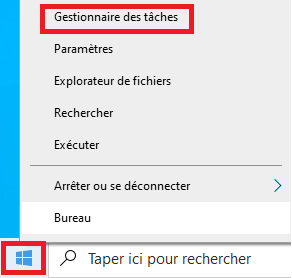 Gestionnaire des tâches
Paramètres
Explorateur de fichiers
Rechercher
Exécuter
Arrêter ou se déconnecter
Bureau
Taper ici pour rechercher